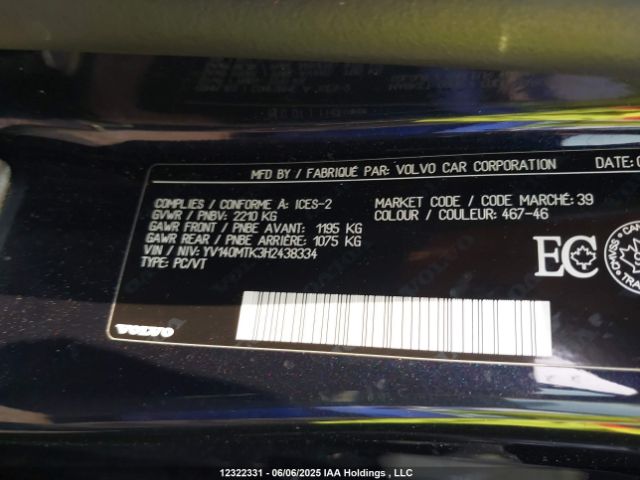 MFD BY / FABRIQUÉ PAR: VOLVO CAR CORPORATION DATE:
COMPLIES / CONFORME À: ICES-2
GVWR / PNBV: 2210 KG
GAWR FRONT / PNBE AVANT: 1195 KG
GAWR REAR / PNBE ARRIÈRE: 1075 KG
VIN / NIV: YV140MTK3H2438334
TYPE: PC/VT
MARKET CODE / CODE MARCHÉ: 39
COLOUR / COULEUR: 467-46
EC
CMVSS
VOLVO
12322331 - 06/06/2025 IAA Holdings , LLC